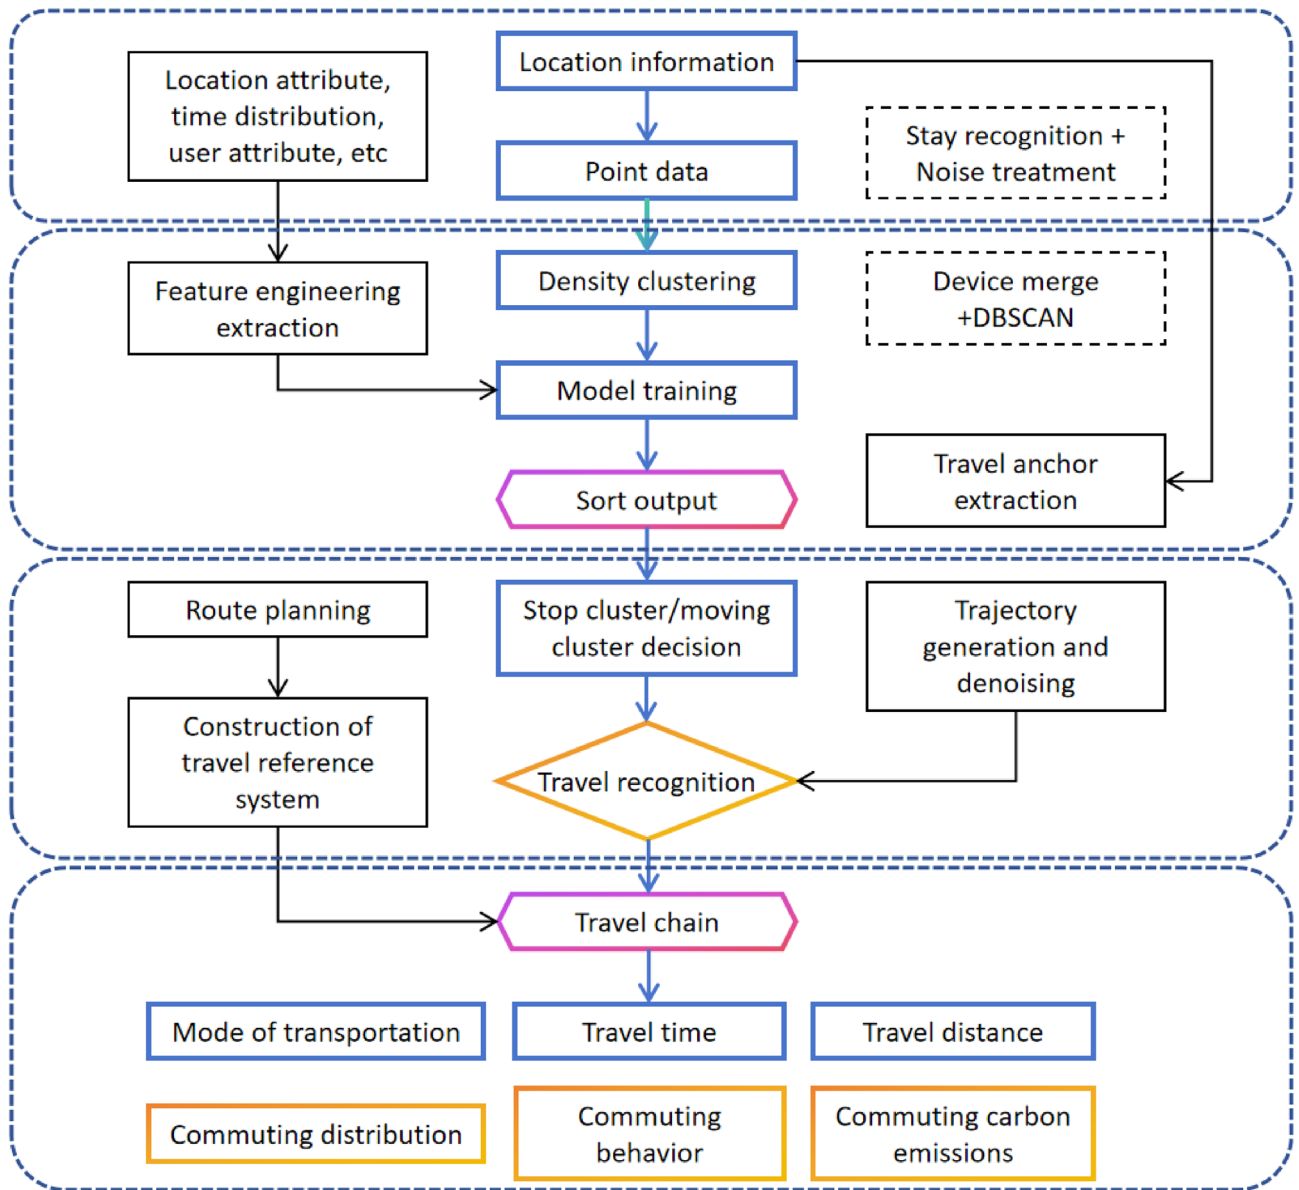 Location attribute,
time distribution,
user attribute, etc
Location information
Point data
Stay recognition +
Noise treatment
Feature engineering
extraction
Density clustering
Device merge
+DBSCAN
Model training
Sort output
Travel anchor
extraction
Route planning
Stop cluster/moving
cluster decision
Trajectory
generation and
denoising
Construction of
travel reference
system
Travel recognition
Travel chain
Mode of transportation
Travel time
Travel distance
Commuting distribution
Commuting
behavior
Commuting carbon
emissions